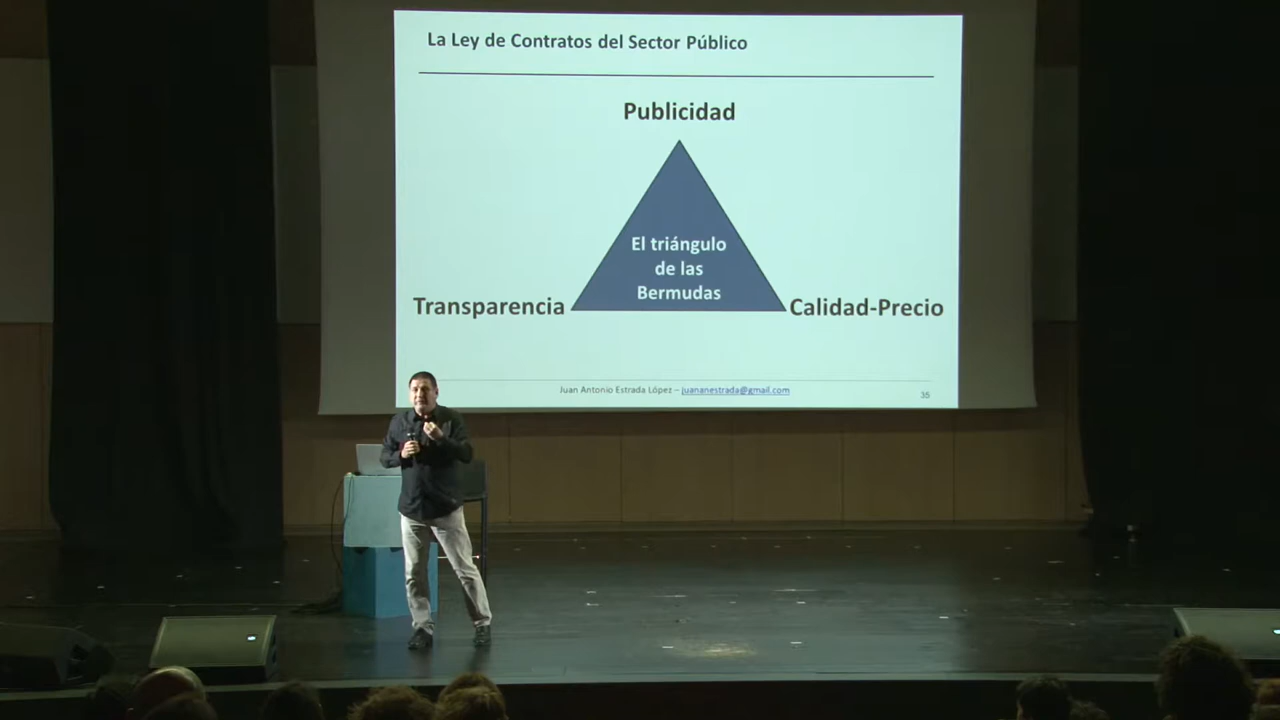 La Ley de Contratos del Sector Público
Publicidad
El triángulo
de las
Bermudas
Transparencia
Calidad-Precio
Juan Antonio Estrada López – juananestrada@gmail.com
35